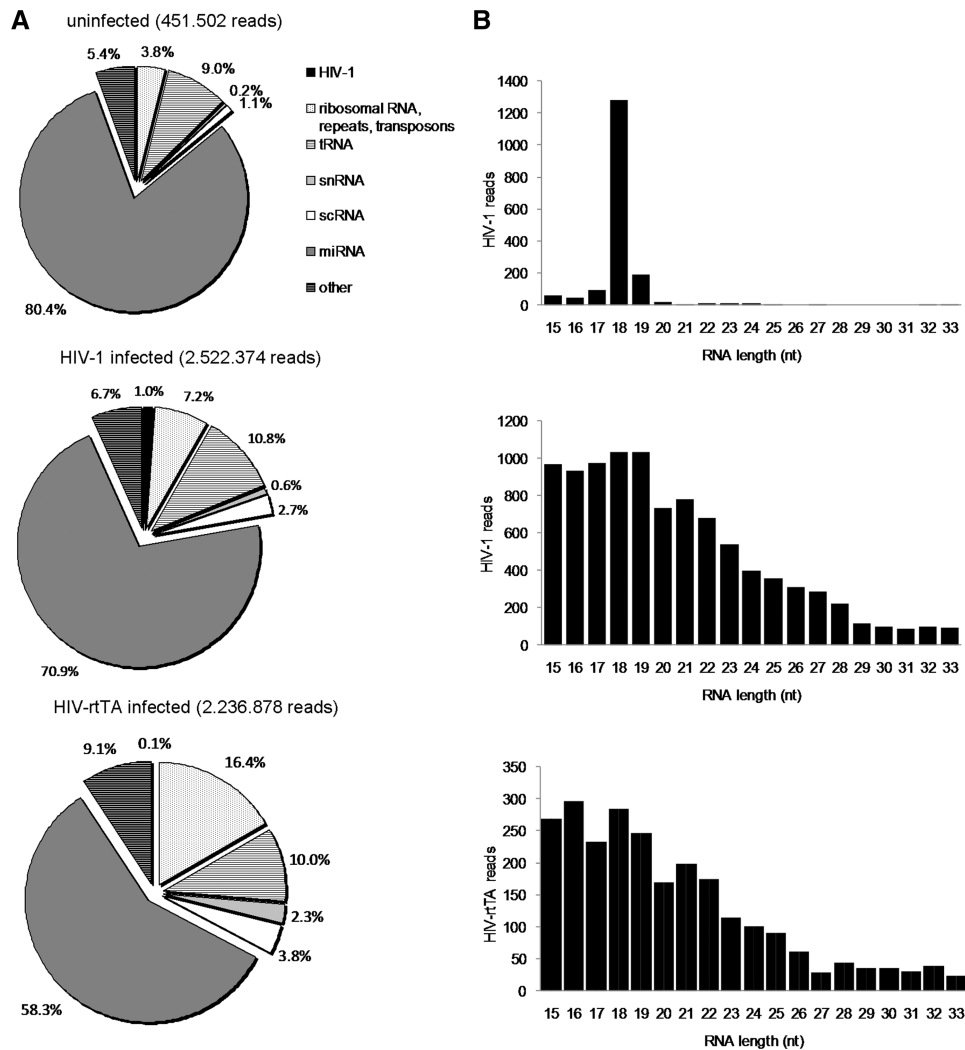 A
uninfected (451.502 reads)
5.4%
3.8%
9.0%
0.2%
1.1%
80.4%
HIV-1
ribosomal RNA,
repeats, transposons
tRNA
snRNA
scRNA
miRNA
other
HIV-1 infected (2.522.374 reads)
6.7%
1.0%
7.2%
10.8%
0.6%
2.7%
70.9%
HIV-rtTA infected (2.236.878 reads)
9.1%
0.1%
16.4%
10.0%
2.3%
3.8%
58.3%
B
HIV-1 reads
1400
1200
1000
800
600
400
200
0
15 16 17 18 19 20 21 22 23 24 25 26 27 28 29 30 31 32 33
RNA length (nt)
HIV-1 reads
1200
1000
800
600
400
200
0
15 16 17 18 19 20 21 22 23 24 25 26 27 28 29 30 31 32 33
RNA length (nt)
HIV-rtTA reads
350
300
250
200
150
100
50
0
15 16 17 18 19 20 21 22 23 24 25 26 27 28 29 30 31 32 33
RNA length (nt)